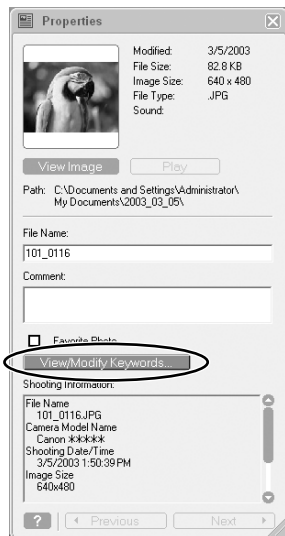 Properties
Modified: 3/5/2003
File Size: 82.8 KB
Image Size: 640 x 480
File Type: .JPG
Sound:
View Image
Play
Path: C:\Documents and Settings\Administrator\
My Documents\2003_03_05\
File Name:
101_0116
Comment:
Favorite Photo
View/Modify Keywords...
Shooting Information:
File Name
101_0116.JPG
Camera Model Name
Canon *****
Shooting Date/Time
3/5/2003 1:50:39 PM
Image Size
640x480
?
Previous
Next